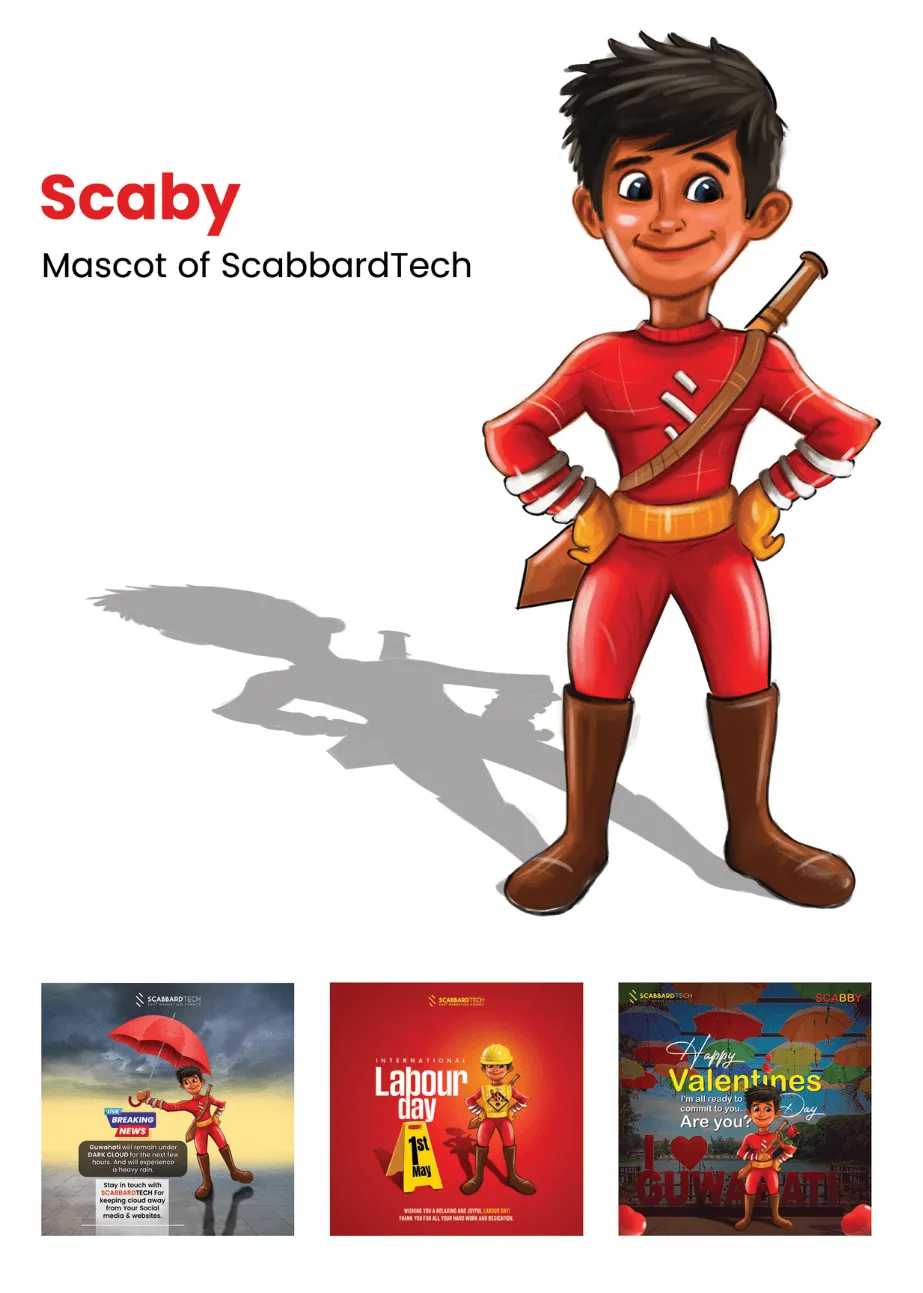 Scaby
Mascot of ScabbardTech
SCABBARDTECH
LIVE
BREAKING
NEWS
Guwahati will remain under
DARK CLOUD for the next few
hours. And will experience
a heavy rain.
Stay in touch with
SCABBARDTECH For
keeping cloud away
from Your Social
media & websites.
SCABBARDTECH
INTERNATIONAL
Labour
day
1st
May
WISHING YOU A RELAXING AND JOYFUL LABOUR DAY!
THANK YOU FOR ALL YOUR HARD WORK AND DEDICATION.
SCABBARDTECH
SCABBY
Happy
Valentines
Day
I'm all ready to
commit to you.
Are you?
I
GUWAHATI